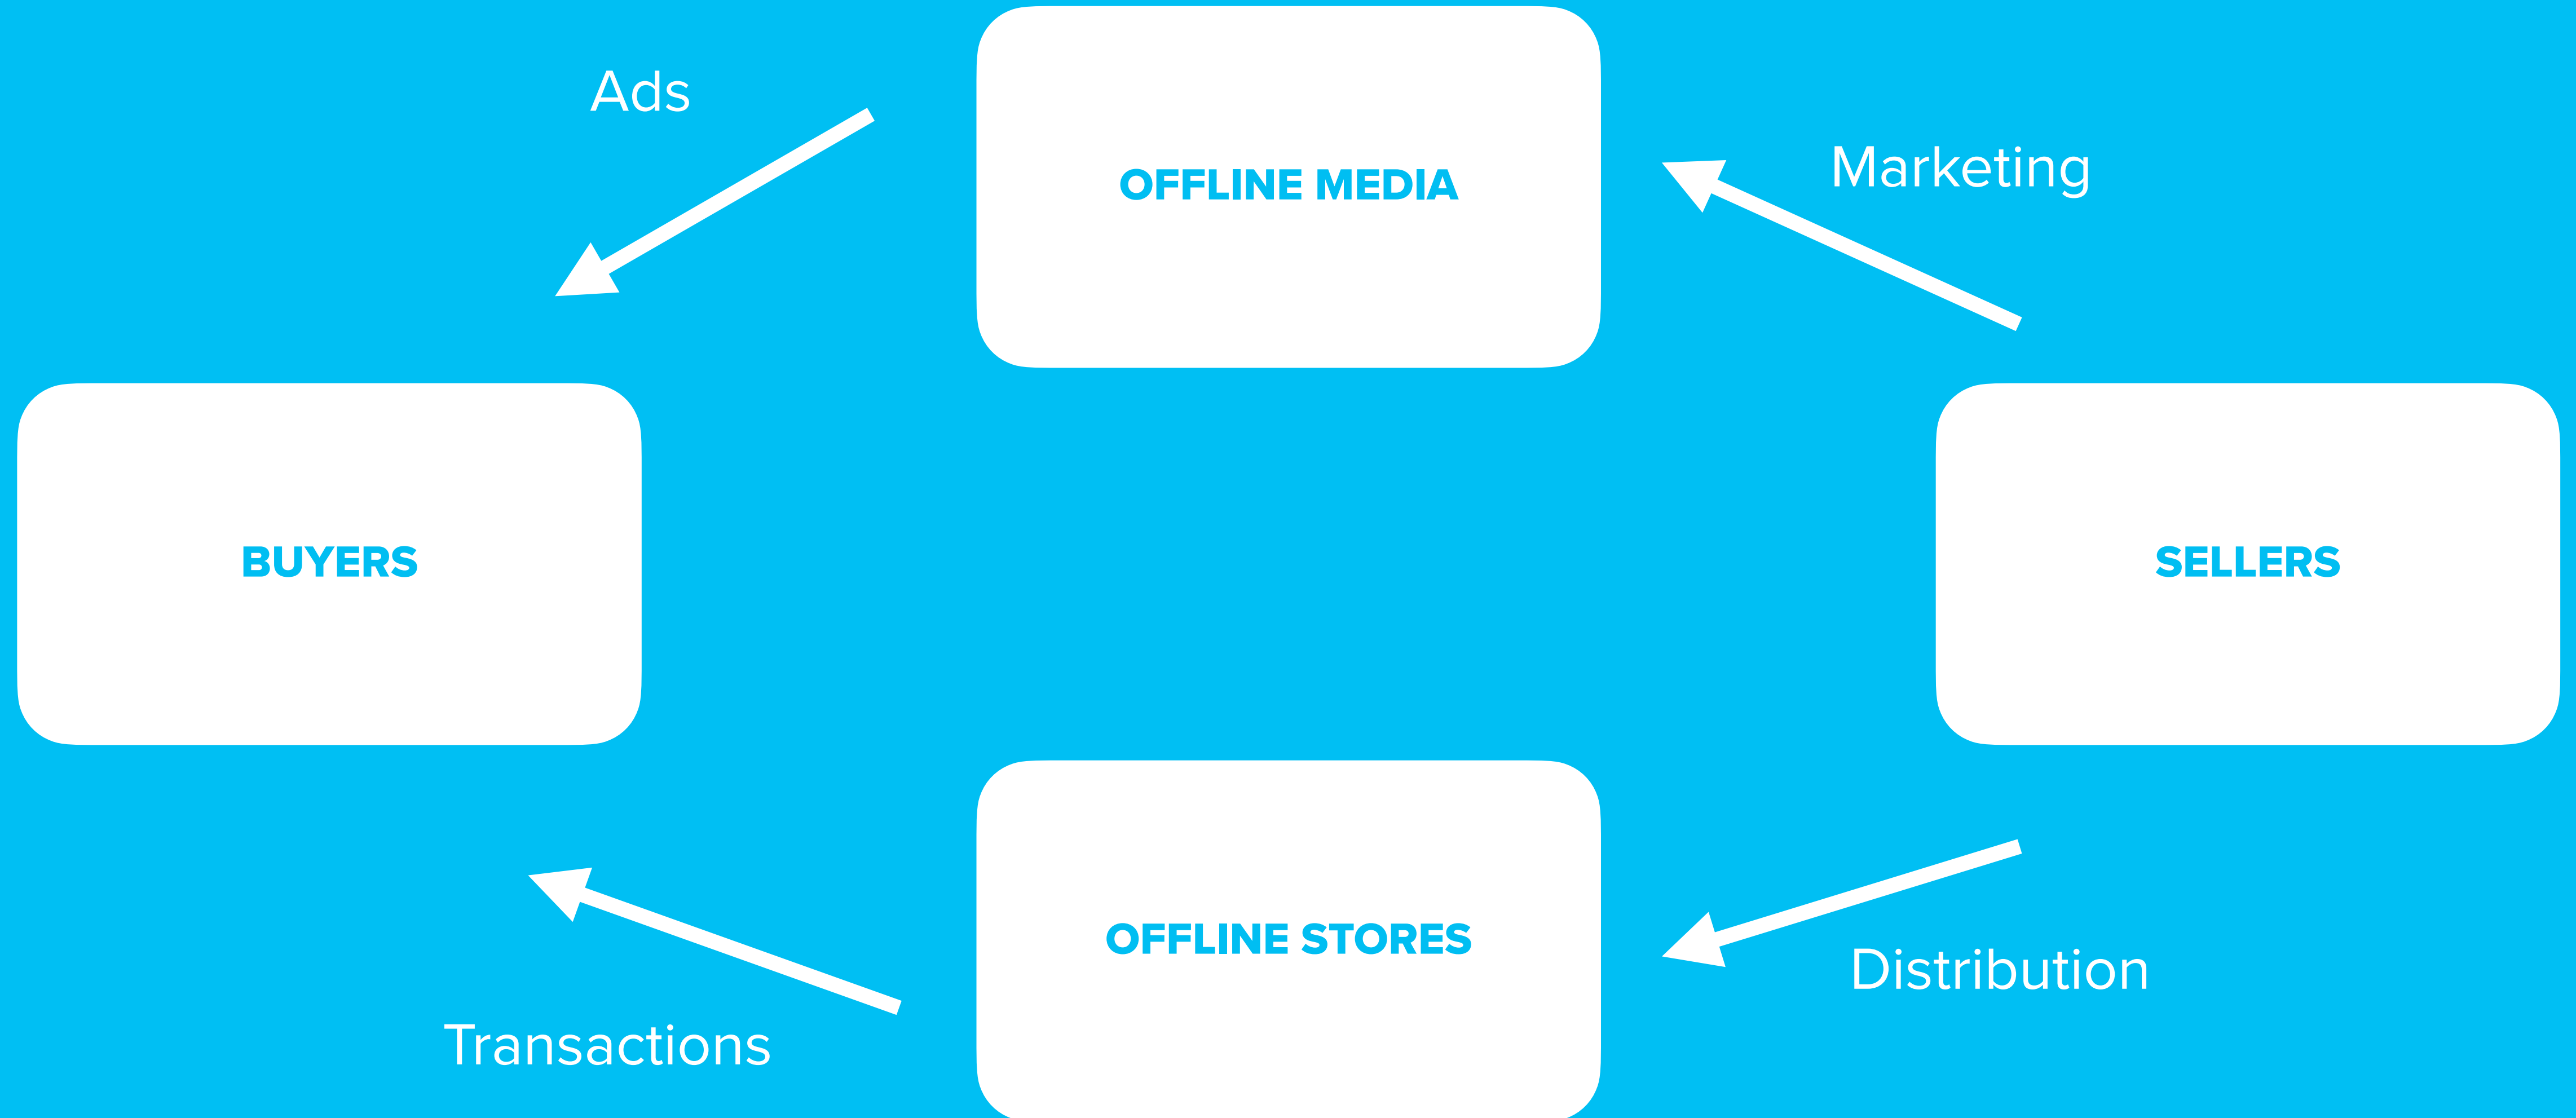 Ads
OFFLINE MEDIA
Marketing
BUYERS
SELLERS
OFFLINE STORES
Distribution
Transactions